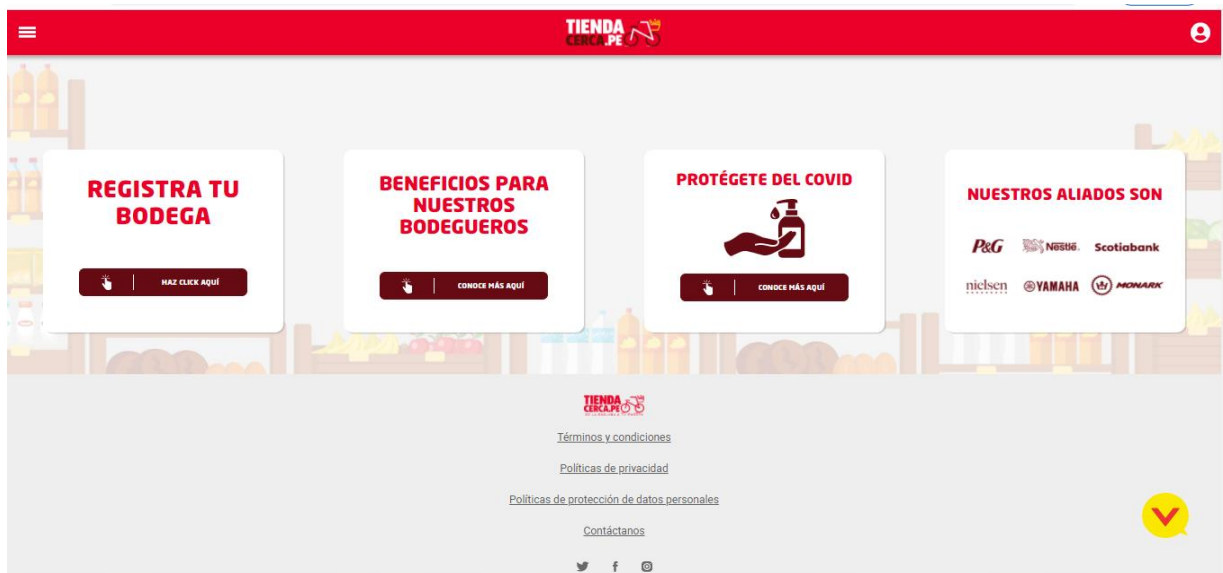 TIENDA
CERCA.PE
REGISTRA TU
BODEGA
HAZ CLICK AQUÍ
BENEFICIOS PARA
NUESTROS
BODEGUEROS
CONOCE MÁS AQUÍ
PROTÉGETE DEL COVID
CONOCE MÁS AQUÍ
NUESTROS ALIADOS SON
P&G Nestlé. Scotiabank
nielsen YAMAHA MONARK
TIENDA
CERCA.PE
Términos y condiciones
Políticas de privacidad
Políticas de protección de datos personales
Contáctanos